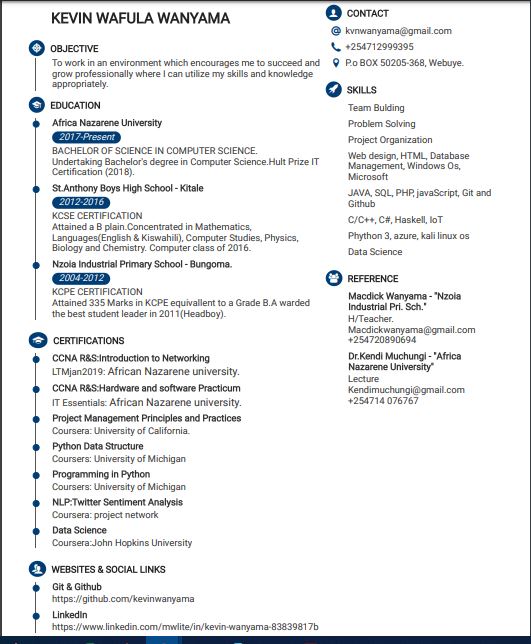 KEVIN WAFULA WANYAMA
OBJECTIVE
To work in an environment which encourages me to succeed and
grow professionally where I can utilize my skills and knowledge
appropriately.
EDUCATION
Africa Nazarene University
2017-Present
BACHELOR OF SCIENCE IN COMPUTER SCIENCE.
Undertaking Bachelor's degree in Computer Science.Hult Prize IT
Certification (2018).
St.Anthony Boys High School - Kitale
2012-2016
KCSE CERTIFICATION
Attained a B plain.Concentrated in Mathematics,
Languages(English & Kiswahili), Computer Studies, Physics,
Biology and Chemistry. Computer class of 2016.
Nzoia Industrial Primary School - Bungoma.
2004-2012
KCPE CERTIFICATION
Attained 335 Marks in KCPE equivallent to a Grade B.A warded
the best student leader in 2011(Headboy).
CERTIFICATIONS
CCNA R&S:Introduction to Networking
LTMjan2019: African Nazarene university.
CCNA R&S:Hardware and software Practicum
IT Essentials: African Nazarene university.
Project Management Principles and Practices
Coursera: University of California.
Python Data Structure
Coursera: University of Michigan
Programming in Python
Coursera: University of Michigan
NLP:Twitter Sentiment Analysis
Coursera: project network
Data Science
Coursera:John Hopkins University
WEBSITES & SOCIAL LINKS
Git & Github
https://github.com/kevinwanyama
LinkedIn
https://www.linkedin.com/mwlite/in/kevin-wanyama-83839817b
CONTACT
kvnwanyama@gmail.com
+254712999395
P.o BOX 50205-368, Webuye.
SKILLS
Team Bulding
Problem Solving
Project Organization
Web design, HTML, Database
Management, Windows Os,
Microsoft
JAVA, SQL, PHP, javaScript, Git and
Github
C/C++, C#, Haskell, IoT
Phython 3, azure, kali linux os
Data Science
REFERENCE
Macdick Wanyama - "Nzoia
Industrial Pri. Sch."
H/Teacher.
Macdickwanyama@gmail.com
+254720890694
Dr.Kendi Muchungi - "Africa
Nazarene University"
Lecture
Kendimuchungi@gmail.com
+254714 076767